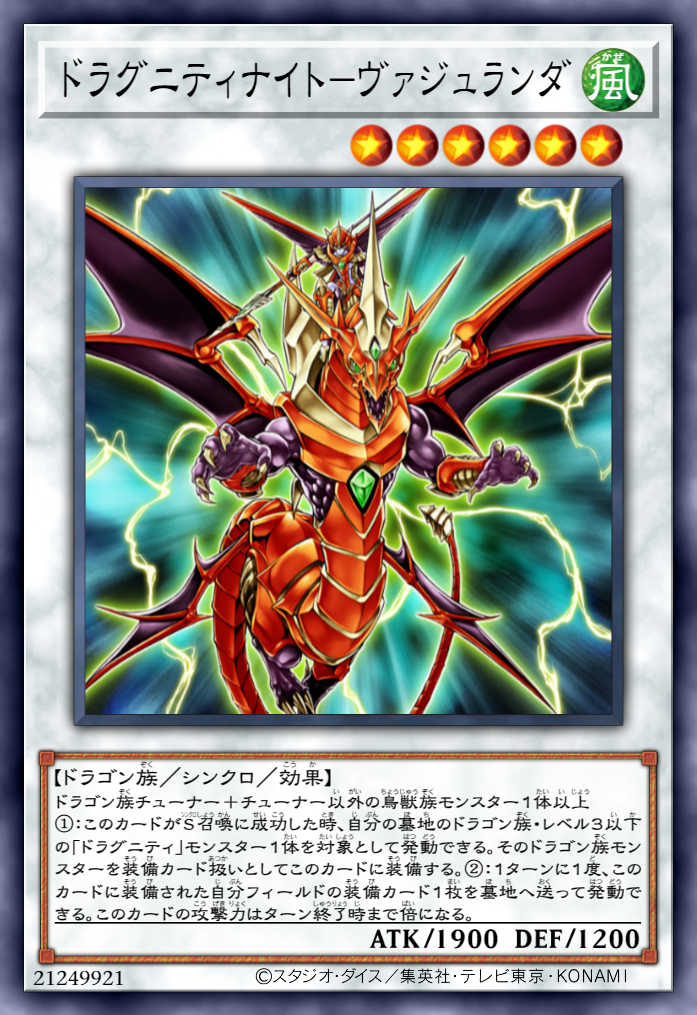 ドラグニティナイトーヴァジュランダ
かぜ
風
【ドラゴン族／シンクロ／効果】
ドラゴン族チューナー＋チューナー以外の鳥獣族モンスター1体以上
①：このカードがS召喚に成功した時、自分の墓地のドラゴン族・レベル3以下
の「ドラグニティ」モンスター1体を対象として発動できる。そのドラゴン族モン
スターを装備カード扱いとしてこのカードに装備する。②：1ターンに1度、この
カードに装備された自分フィールドの装備カード1枚を墓地へ送って発動で
きる。このカードの攻撃力はターン終了時まで倍になる。
ATK/1900 DEF/1200
21249921 ©スタジオ・ダイス／集英社・テレビ東京・KONAMI